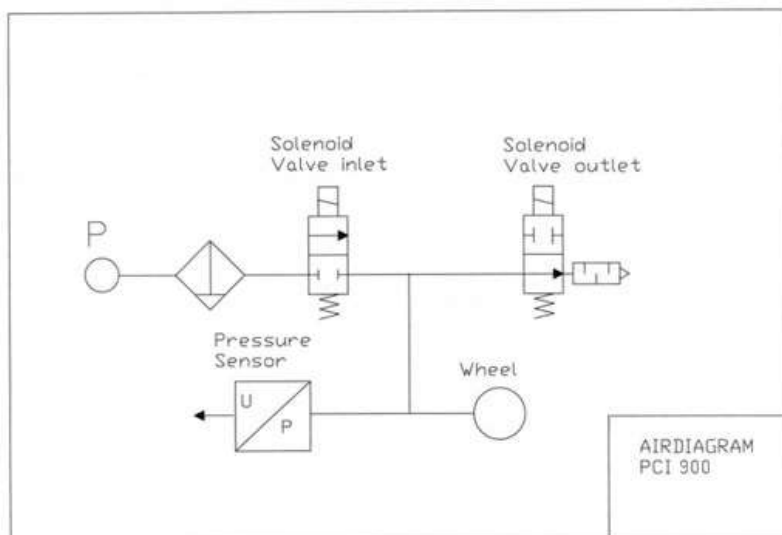 Solenoid
Valve inlet
Solenoid
Valve outlet
P
Pressure
Sensor
U
P
Wheel
AIRDIAGRAM
PCI 900